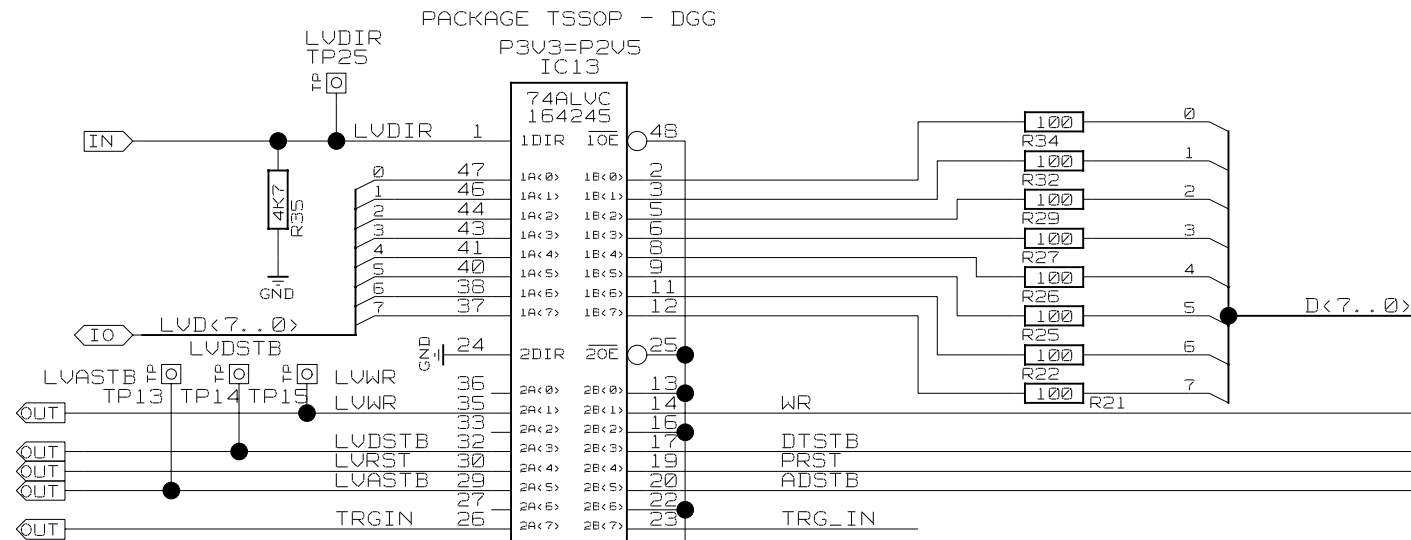 PACKAGE TSSOP - DGG
LVDIR
TP25
TP
P3V3=P2V5
IC13
74ALVC
164245
IN
LVDIR 1 1DIR 1OE 48
4K7
R35
GND
0 47 1A<0> 1B<0> 2
1 46 1A<1> 1B<1> 3
2 44 1A<2> 1B<2> 5
3 43 1A<3> 1B<3> 6
4 41 1A<4> 1B<4> 8
5 40 1A<5> 1B<5> 9
6 38 1A<6> 1B<6> 11
7 37 1A<7> 1B<7> 12
100 0
R34
100 1
R32
100 2
R29
100 3
R27
100 4
R26
100 5
R25
100 6
R22
100 7
R21
D<7..0>
IO LVD<7..0>
GND 24 2DIR 2OE 25
LVDSTB
LVASTB TP TP TP LVWR
TP13 TP14 TP15
36 2A<0> 2B<0> 13
OUT LVWR 35 2A<1> 2B<1> 14 WR
33 2A<2> 2B<2> 16
OUT LVDSTB 32 2A<3> 2B<3> 17 DTSTB
OUT LVRST 30 2A<4> 2B<4> 19 PRST
OUT LVASTB 29 2A<5> 2B<5> 20 ADSTB
27 2A<6> 2B<6> 22
OUT TRGIN 26 2A<7> 2B<7> 23 TRG_IN